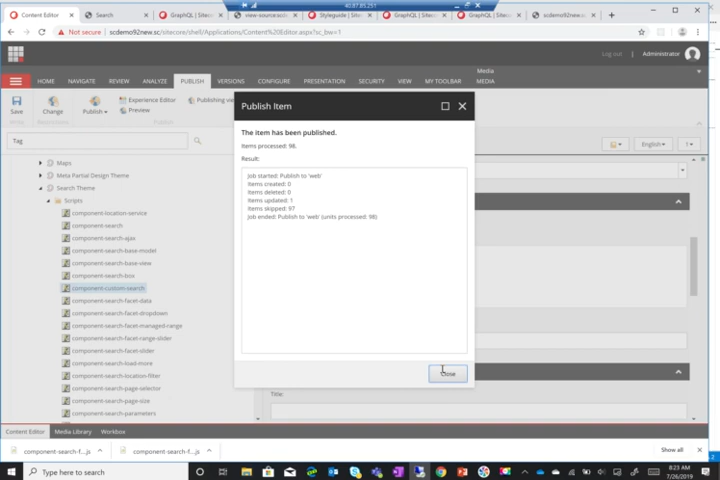 40.87.85.251
Content Editor
Search
GraphQL | Sitecor
view-source:ssh
Styleguide | Sitec
GraphQL | Sitecor
GraphQL | Sitecor
scdemo92new.sc
Not secure | scdemo92new.sc/sitecore/shell/Applications/Content%20Editor.aspx?sc_bw=1
Log out | Administrator
Media
HOME NAVIGATE REVIEW ANALYZE PUBLISH VERSIONS CONFIGURE PRESENTATION SECURITY VIEW MY TOOLBAR MEDIA
Save
Change
Publish
Experience Editor
Preview
Publishing vie
Publish
Tag
English
Maps
Meta Partial Design Theme
Search Theme
Scripts
component-location-service
component-search
component-search-ajax
component-search-base-model
component-search-base-view
component-search-box
component-custom-search
component-search-facet-data
component-search-facet-dropdown
component-search-facet-managed-range
component-search-facet-range-slider
component-search-facet-slider
component-search-load-more
component-search-location-filter
component-search-page-selector
component-search-page-size
component-search-parameters
Publish Item
The item has been published.
Items processed: 98.
Result:
Job started: Publish to 'web'
Items created: 0
Items deleted: 0
Items updated: 1
Items skipped: 97
Job ended: Publish to 'web' (units processed: 98)
Close
Title:
Content Editor
Media Library
Workbox
component-search-f....js
component-search-f....js
Show all
Type here to search
8:23 AM
7/26/2019